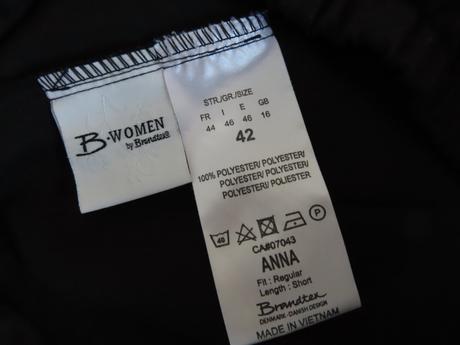 B·WOMEN
by Brandtex®
STR./GR./SIZE
FR I E GB
44 46 46 16
42
100% POLYESTER/ POLYESTER/
POLYESTER/ POLYESTER/
POLYESTER/ POLIESTER
40 P
CA#07043
ANNA
Fit : Regular
Length : Short
Brandtex
DENMARK - DANISH DESIGN
MADE IN VIETNAM